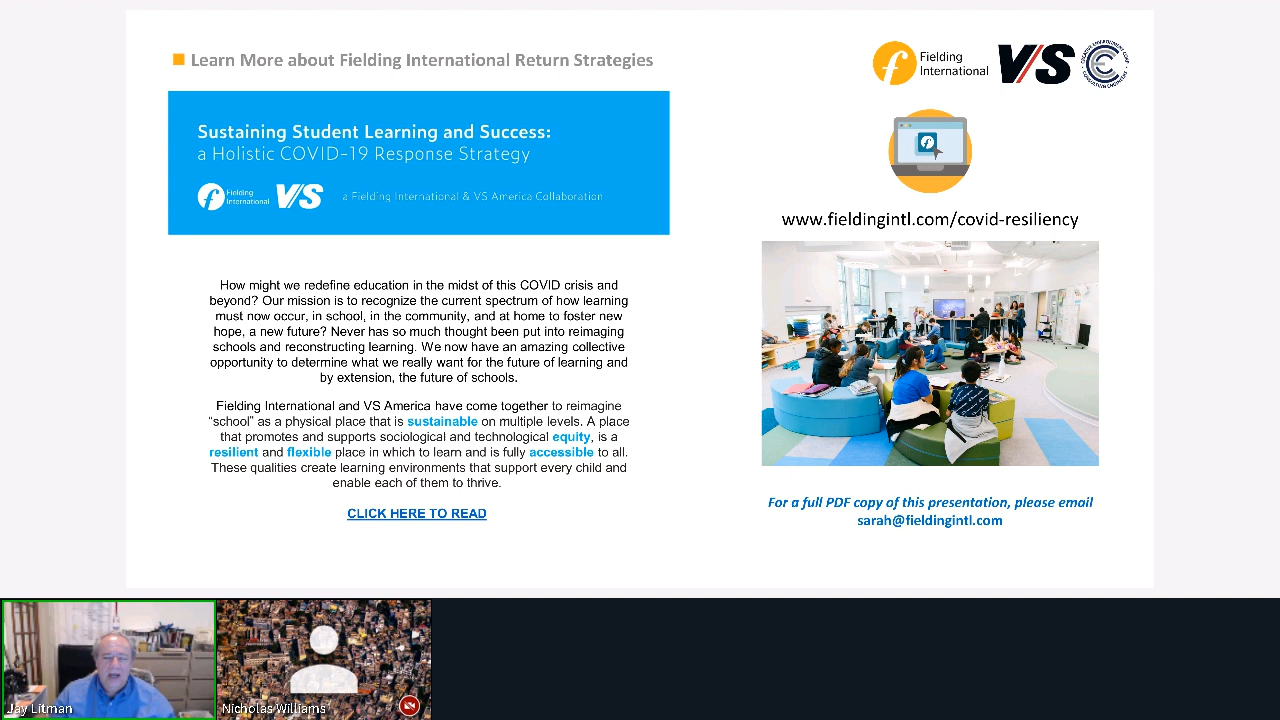 Learn More about Fielding International Return Strategies
Fielding
International
VS
Sustaining Student Learning and Success:
a Holistic COVID-19 Response Strategy
Fielding
International
VS
a Fielding International & VS America Collaboration
www.fieldingintl.com/covid-resiliency
How might we redefine education in the midst of this COVID crisis and
beyond? Our mission is to recognize the current spectrum of how learning
must now occur, in school, in the community, and at home to foster new
hope, a new future? Never has so much thought been put into reimaging
schools and reconstructing learning. We now have an amazing collective
opportunity to determine what we really want for the future of learning and
by extension, the future of schools.
Fielding International and VS America have come together to reimagine
“school” as a physical place that is sustainable on multiple levels. A place
that promotes and supports sociological and technological equity, is a
resilient and flexible place in which to learn and is fully accessible to all.
These qualities create learning environments that support every child and
enable each of them to thrive.
CLICK HERE TO READ
For a full PDF copy of this presentation, please email
sarah@fieldingintl.com
Jay Litman
Nicholas Williams